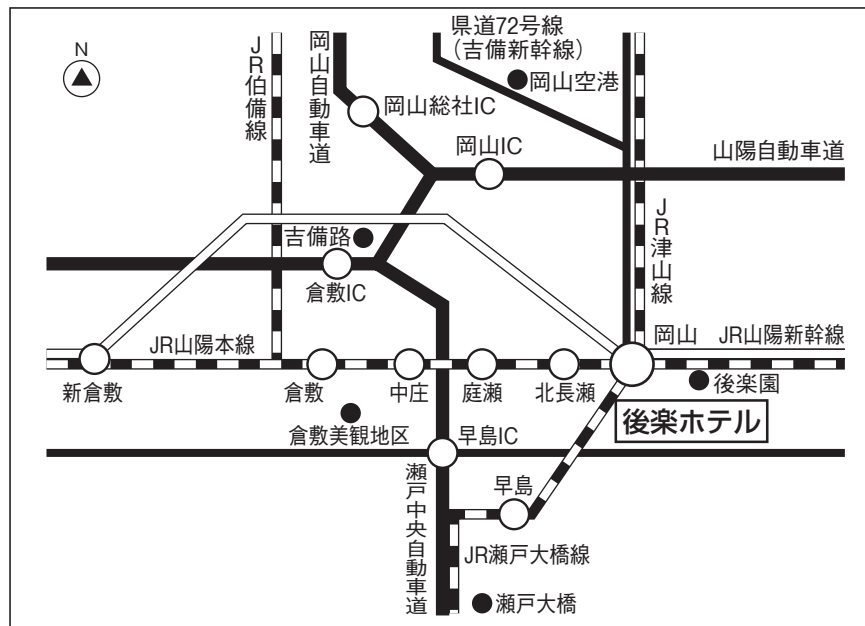 N
JR伯備線
岡山自動車道
県道72号線
(吉備新幹線)
岡山空港
岡山総社IC
岡山IC
山陽自動車道
吉備路
倉敷IC
JR津山線
JR山陽本線
岡山
JR山陽新幹線
新倉敷
倉敷
中庄
庭瀬
北長瀬
後楽園
倉敷美観地区
早島IC
後楽ホテル
瀬戸中央自動車道
早島
JR瀬戸大橋線
瀬戸大橋